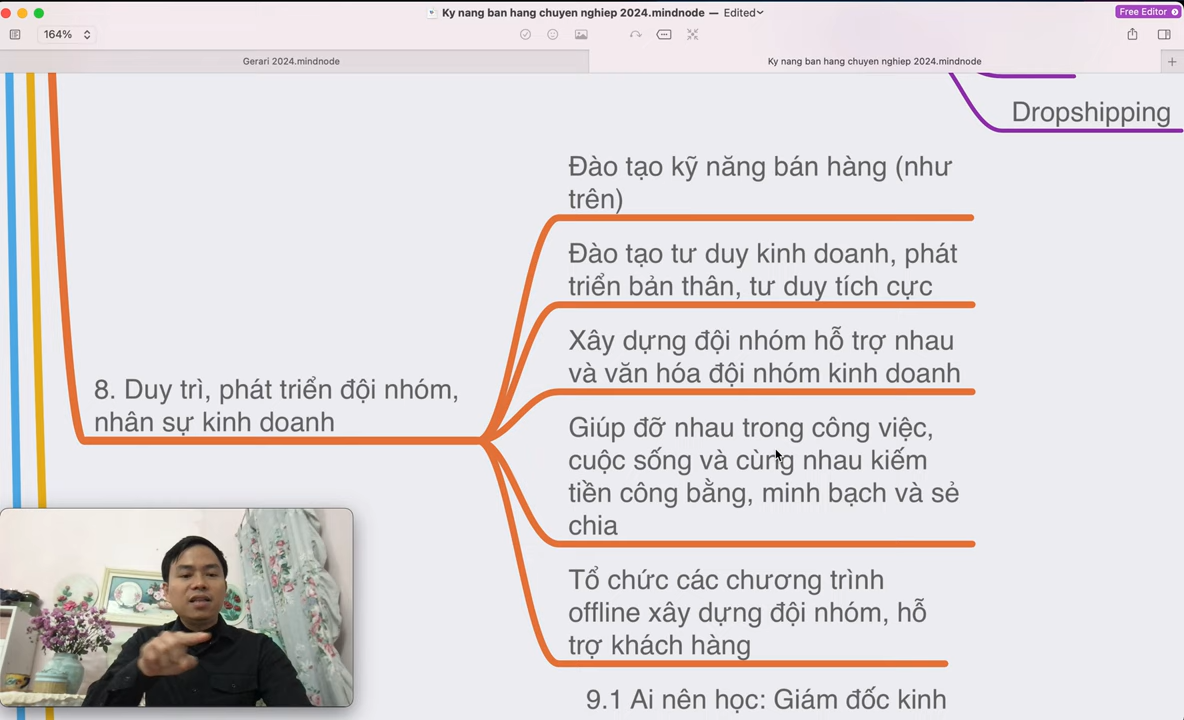 Ky nang ban hang chuyen nghiep 2024.mindnode — Edited
Free Editor
164%
Gerari 2024.mindnode
Ky nang ban hang chuyen nghiep 2024.mindnode
Dropshipping
8. Duy trì, phát triển đội nhóm,
nhân sự kinh doanh
Đào tạo kỹ năng bán hàng (như
trên)
Đào tạo tư duy kinh doanh, phát
triển bản thân, tư duy tích cực
Xây dựng đội nhóm hỗ trợ nhau
và văn hóa đội nhóm kinh doanh
Giúp đỡ nhau trong công việc,
cuộc sống và cùng nhau kiếm
tiền công bằng, minh bạch và sẻ
chia
Tổ chức các chương trình
offline xây dựng đội nhóm, hỗ
trợ khách hàng
9.1 Ai nên học: Giám đốc kinh